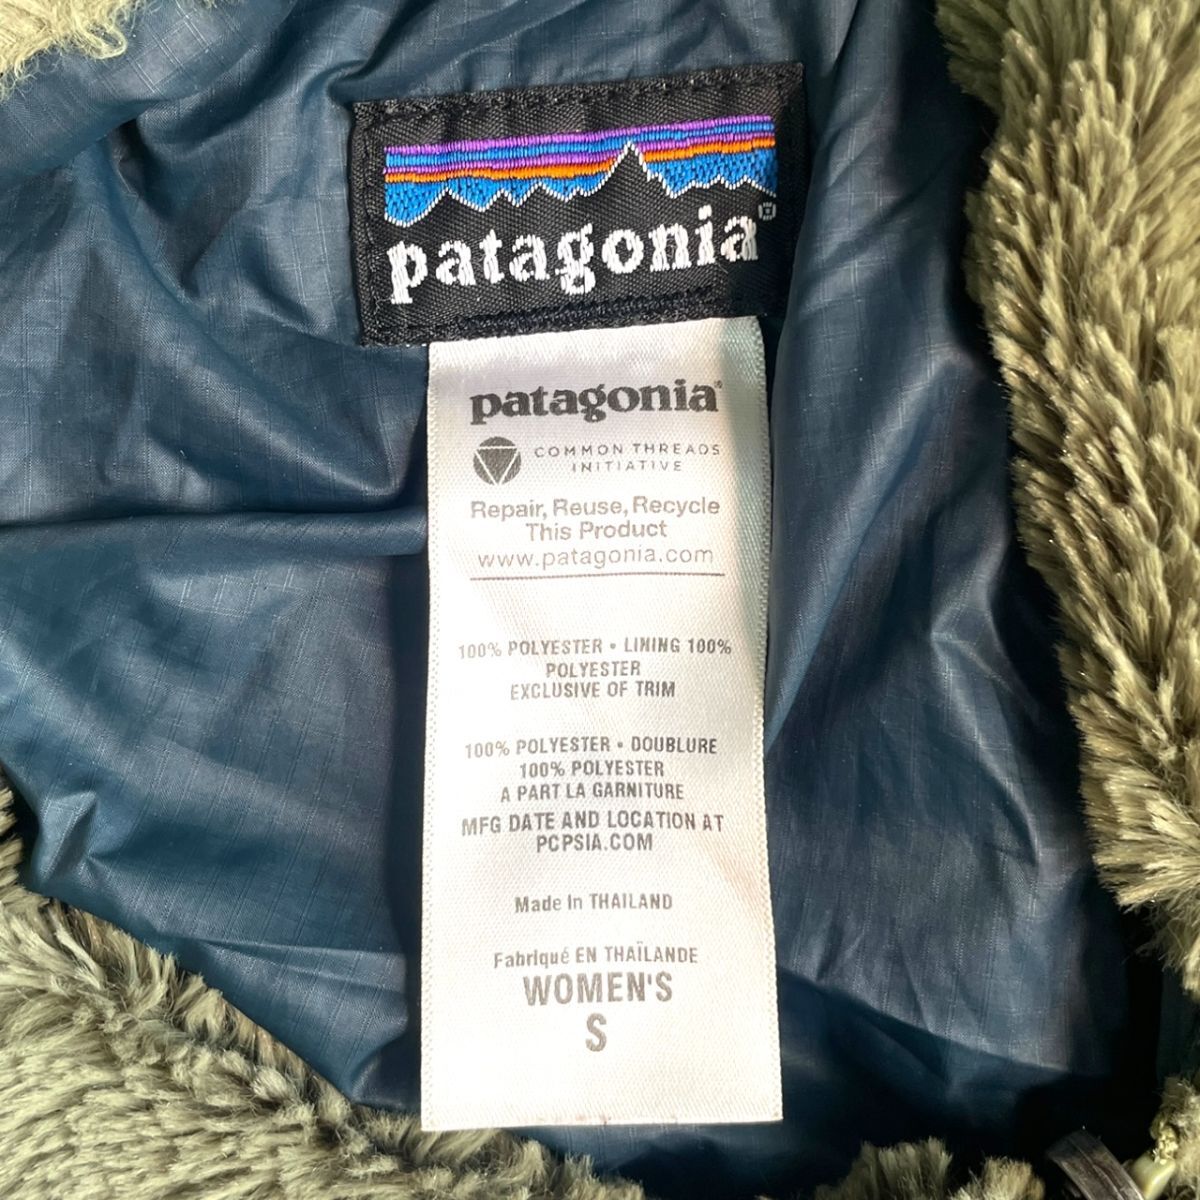 patagonia®
patagonia®
COMMON THREADS
INITIATIVE
Repair, Reuse, Recycle
This Product
www.patagonia.com
100% POLYESTER • LINING 100%
POLYESTER
EXCLUSIVE OF TRIM
100% POLYESTER • DOUBLURE
100% POLYESTER
A PART LA GARNITURE
MFG DATE AND LOCATION AT
PCPSIA.COM
Made In THAILAND
Fabriqué EN THAÏLANDE
WOMEN'S
S